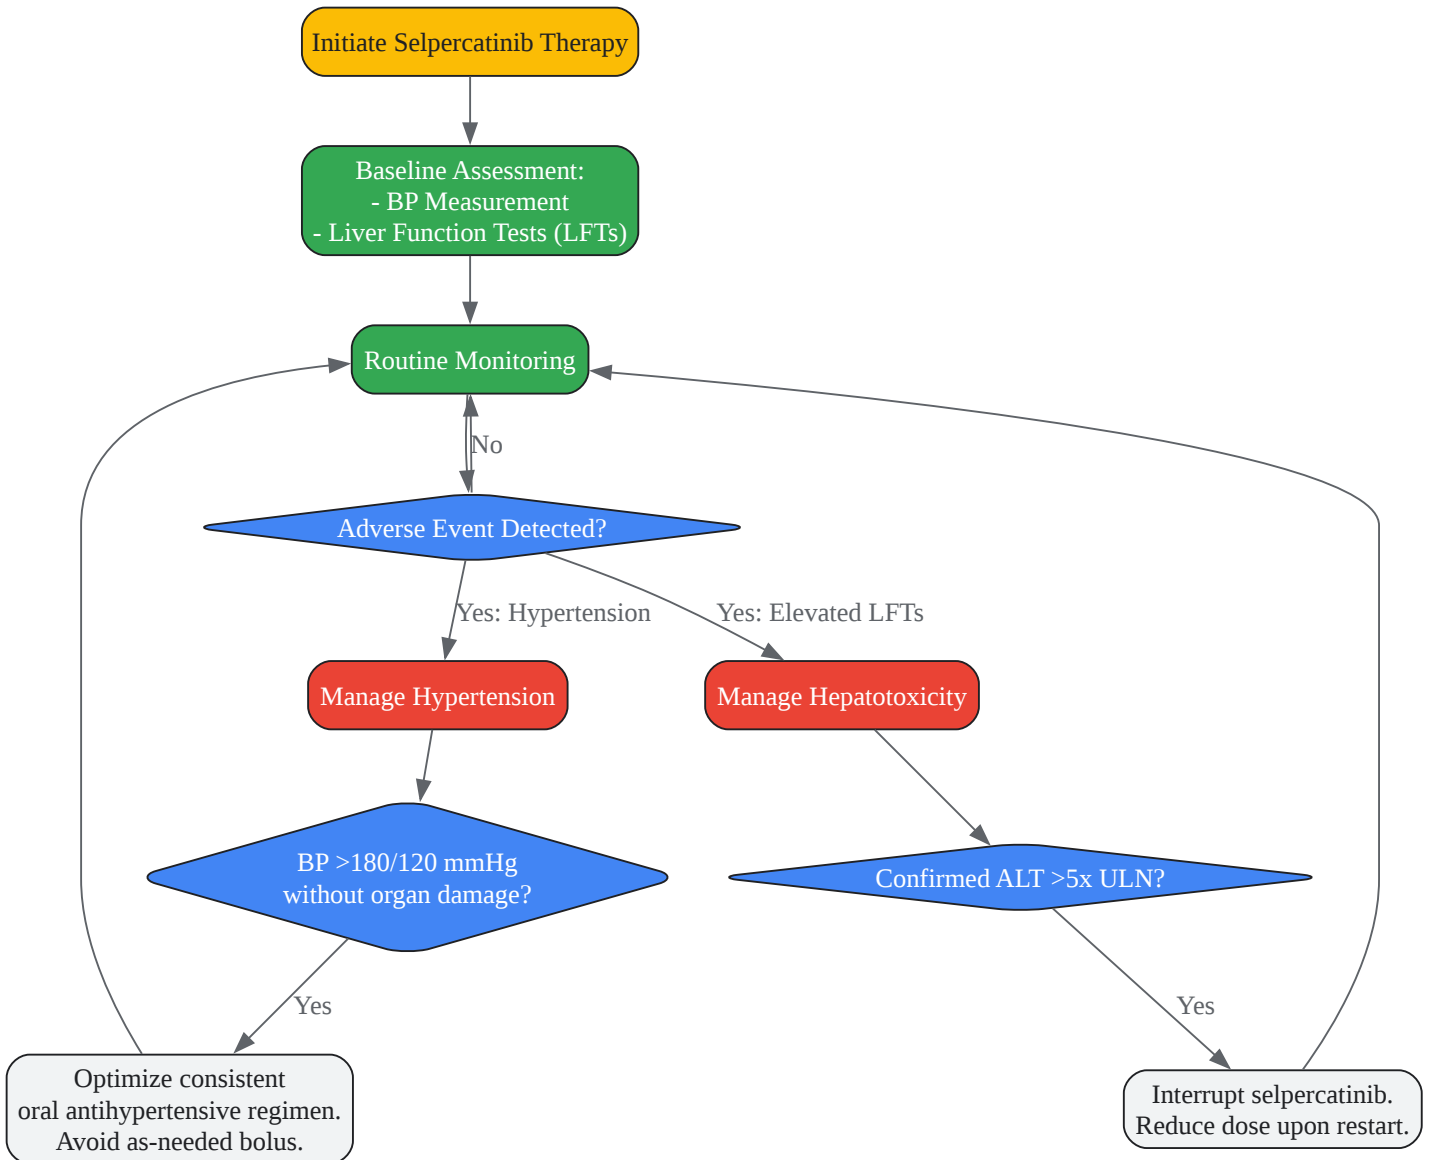 Initiate Selpercatinib Therapy
Baseline Assessment:
- BP Measurement
- Liver Function Tests (LFTs)
Routine Monitoring
No
Adverse Event Detected?
Yes: Hypertension
Yes: Elevated LFTs
Manage Hypertension
Manage Hepatotoxicity
BP >180/120 mmHg
without organ damage?
Confirmed ALT >5x ULN?
Yes
Yes
Optimize consistent
oral antihypertensive regimen.
Avoid as-needed bolus.
Interrupt selpercatinib.
Reduce dose upon restart.